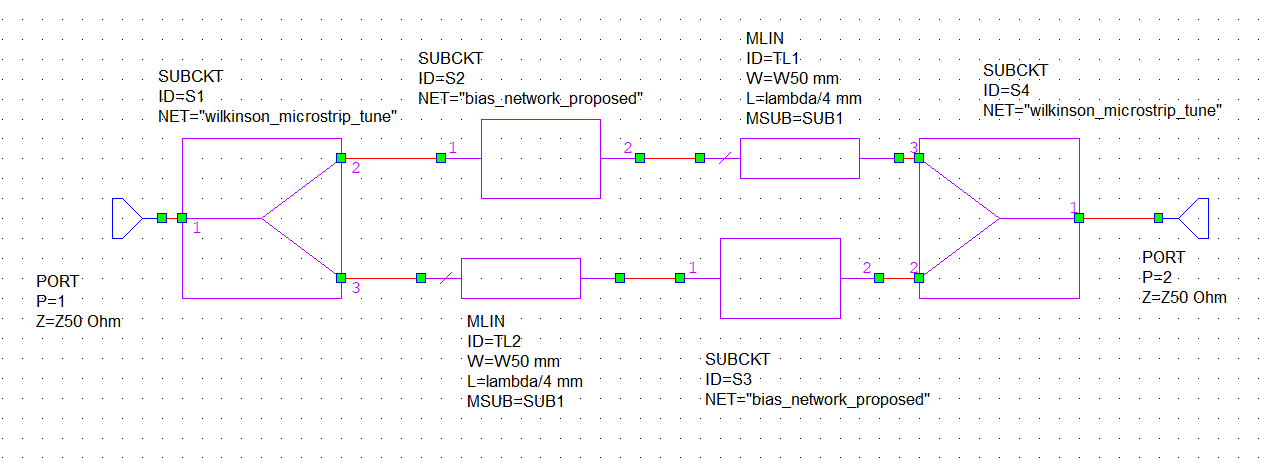 MLIN
ID=TL1
W=W50 mm
L=lambda/4 mm
MSUB=SUB1
SUBCKT
ID=S2
NET="bias_network_proposed"
SUBCKT
ID=S4
NET="wilkinson_microstrip_tune"
SUBCKT
ID=S1
NET="wilkinson_microstrip_tune"
1
2
3
2
1
1
3
1
2
2
PORT
P=1
Z=Z50 Ohm
MLIN
ID=TL2
W=W50 mm
L=lambda/4 mm
MSUB=SUB1
SUBCKT
ID=S3
NET="bias_network_proposed"
PORT
P=2
Z=Z50 Ohm